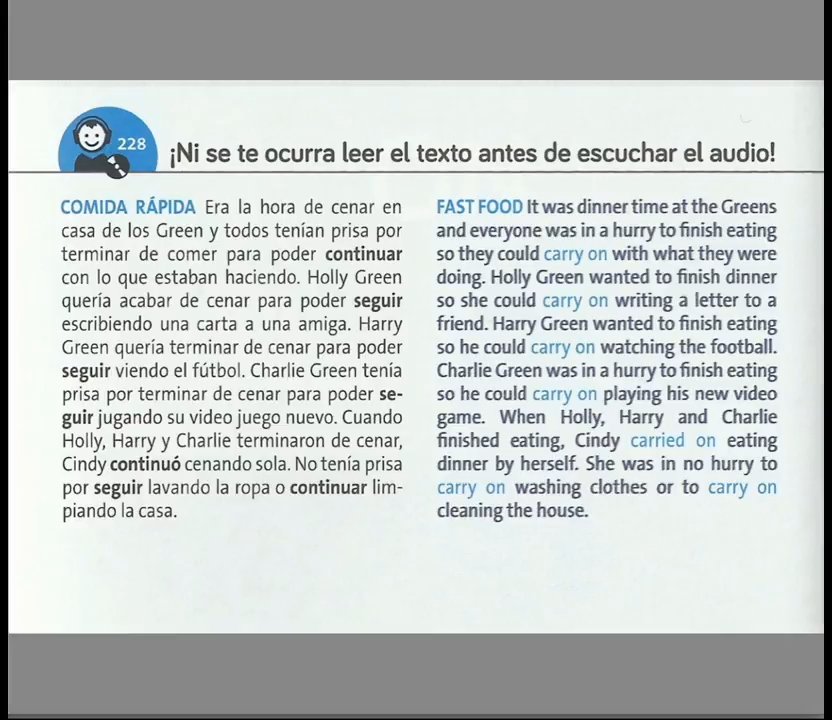 228
¡Ni se te ocurra leer el texto antes de escuchar el audio!
COMIDA RÁPIDA Era la hora de cenar en
casa de los Green y todos tenían prisa por
terminar de comer para poder continuar
con lo que estaban haciendo. Holly Green
quería acabar de cenar para poder seguir
escribiendo una carta a una amiga. Harry
Green quería terminar de cenar para poder
seguir viendo el fútbol. Charlie Green tenía
prisa por terminar de cenar para poder se-
guir jugando su video juego nuevo. Cuando
Holly, Harry y Charlie terminaron de cenar,
Cindy continuó cenando sola. No tenía prisa
por seguir lavando la ropa o continuar lim-
piando la casa.
FAST FOOD It was dinner time at the Greens
and everyone was in a hurry to finish eating
so they could carry on with what they were
doing. Holly Green wanted to finish dinner
so she could carry on writing a letter to a
friend. Harry Green wanted to finish eating
so he could carry on watching the football.
Charlie Green was in a hurry to finish eating
so he could carry on playing his new video
game. When Holly, Harry and Charlie
finished eating, Cindy carried on eating
dinner by herself. She was in no hurry to
carry on washing clothes or to carry on
cleaning the house.